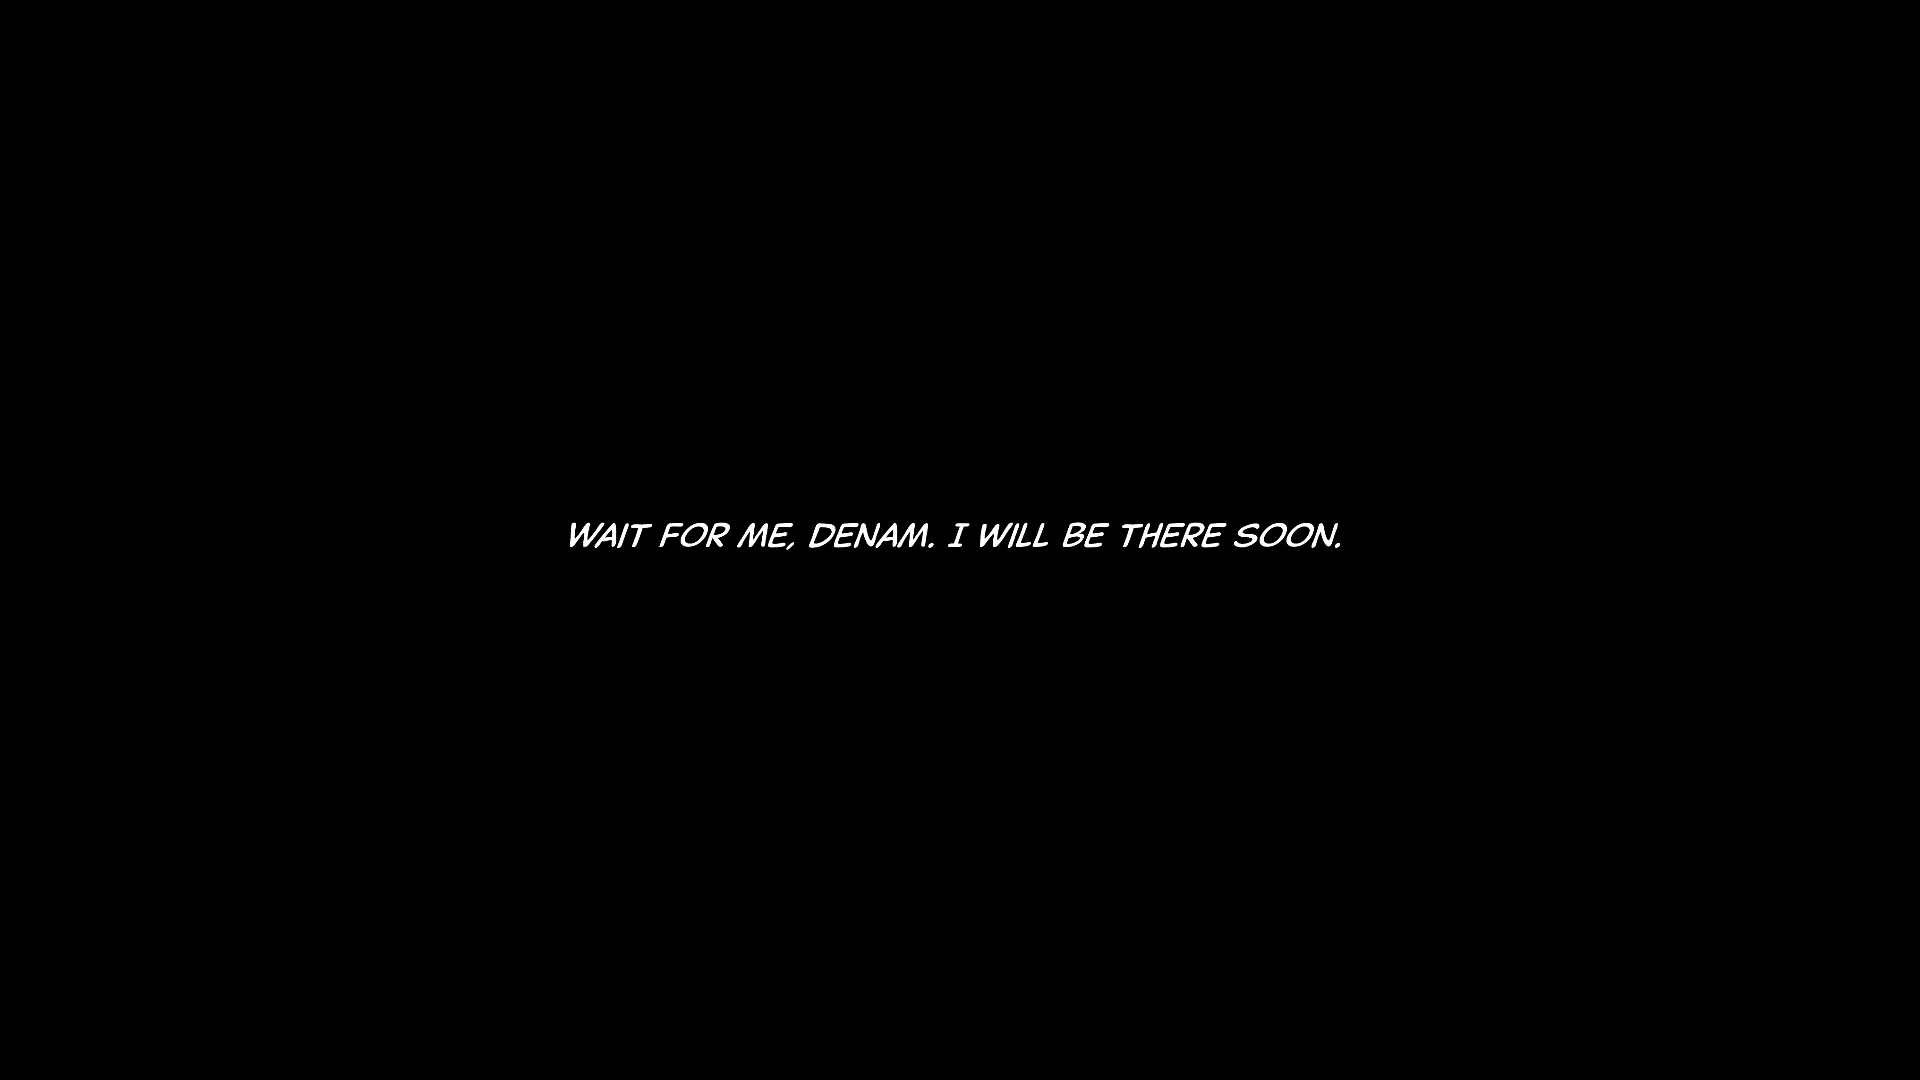 WAIT FOR ME, DENAM. I WILL BE THERE SOON.